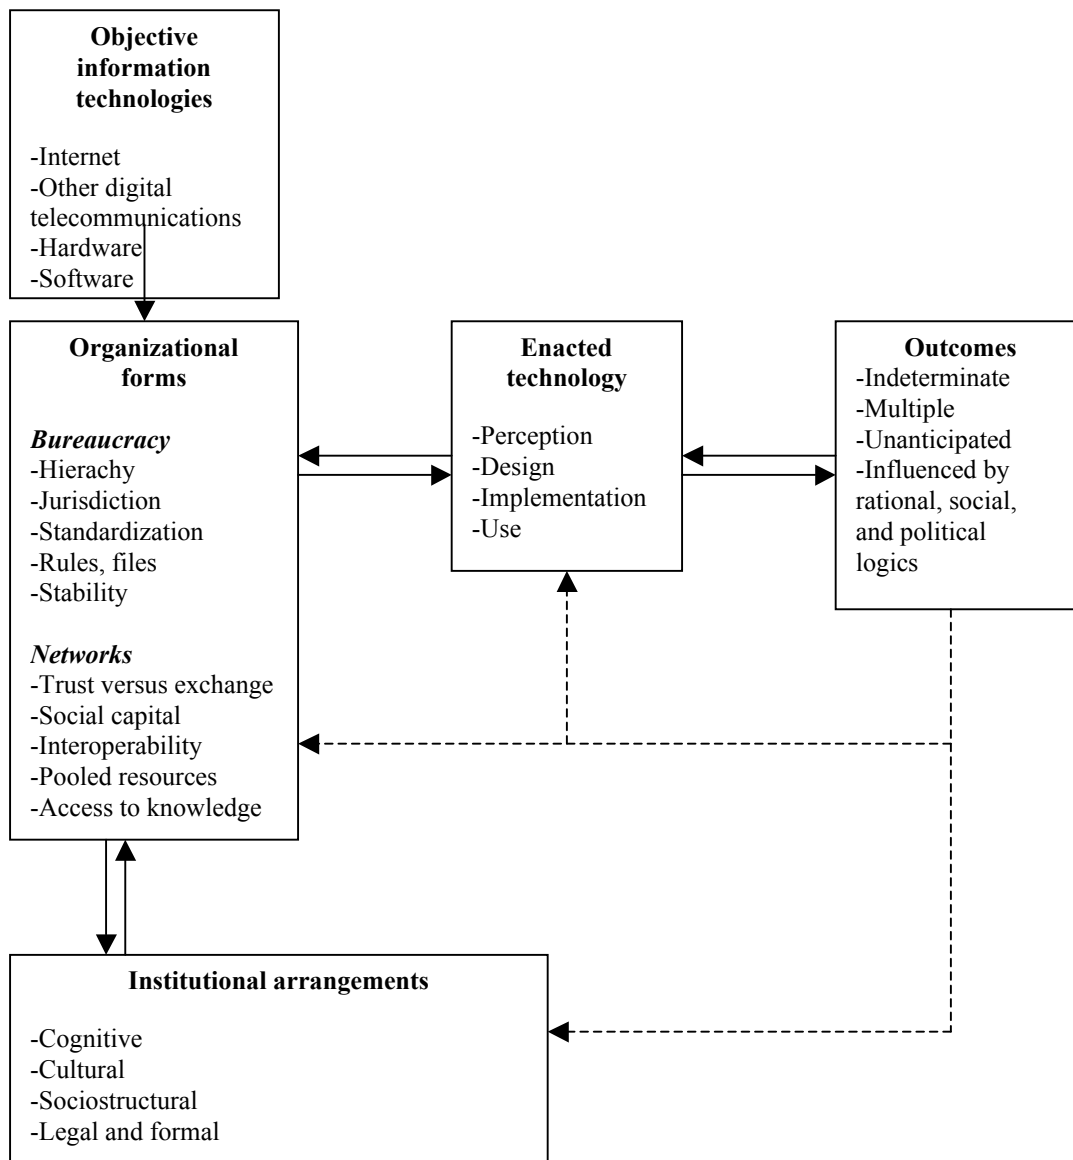 Objective
information
technologies
-Internet
-Other digital
telecommunications
-Hardware
-Software
Organizational
forms
Bureaucracy
-Hierachy
-Jurisdiction
-Standardization
-Rules, files
-Stability
Networks
-Trust versus exchange
-Social capital
-Interoperability
-Pooled resources
-Access to knowledge
Enacted
technology
-Perception
-Design
-Implementation
-Use
Outcomes
-Indeterminate
-Multiple
-Unanticipated
-Influenced by
rational, social,
and political
logics
Institutional arrangements
-Cognitive
-Cultural
-Sociostructural
-Legal and formal